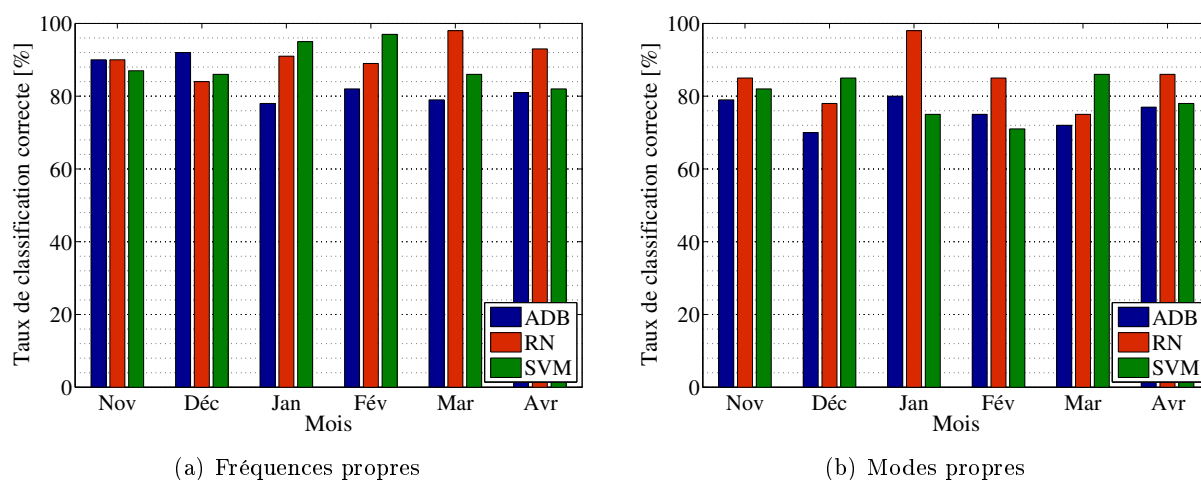 Taux de classification correcte [%]
100
80
60
40
20
0
Nov Déc Jan Fév Mar Avr
Mois
ADB
RN
SVM
(a) Fréquences propres
Taux de classification correcte [%]
100
80
60
40
20
0
Nov Déc Jan Fév Mar Avr
Mois
ADB
RN
SVM
(b) Modes propres